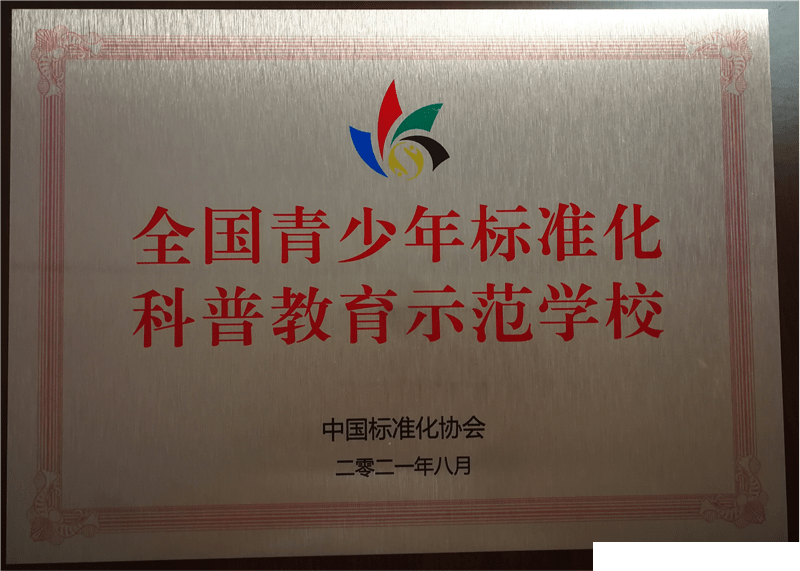 全国青少年标准化
科普教育示范学校
中国标准化协会
二零二一年八月